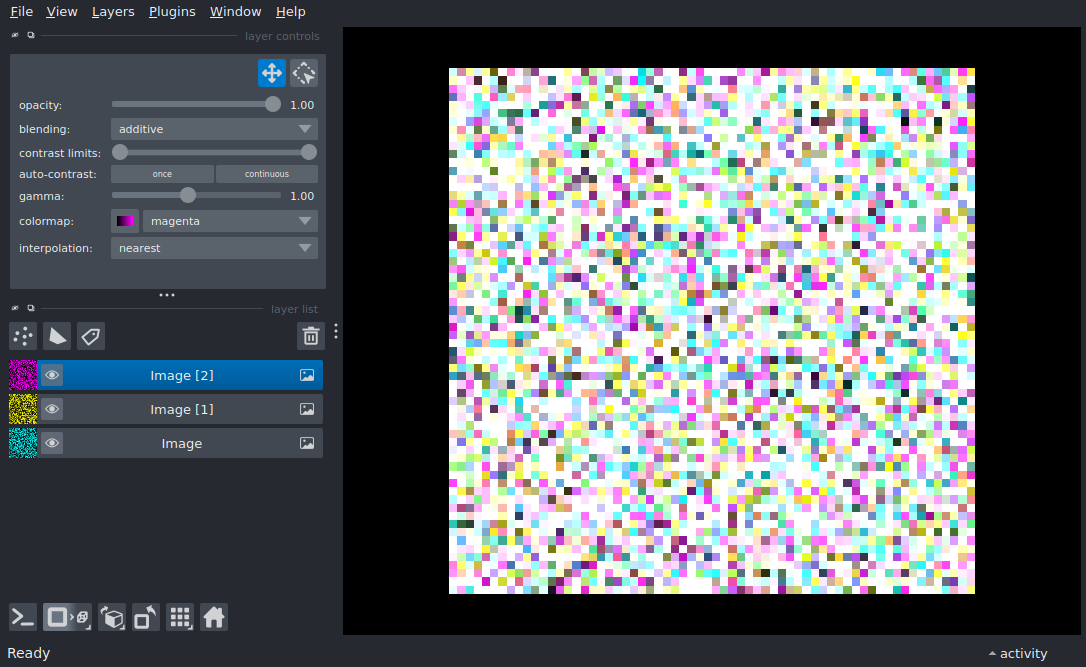 File View Layers Plugins Window Help
layer controls
opacity: 1.00
blending: additive
contrast limits:
auto-contrast: once continuous
gamma: 1.00
colormap: magenta
interpolation: nearest
layer list
Image [2]
Image [1]
Image
Ready activity